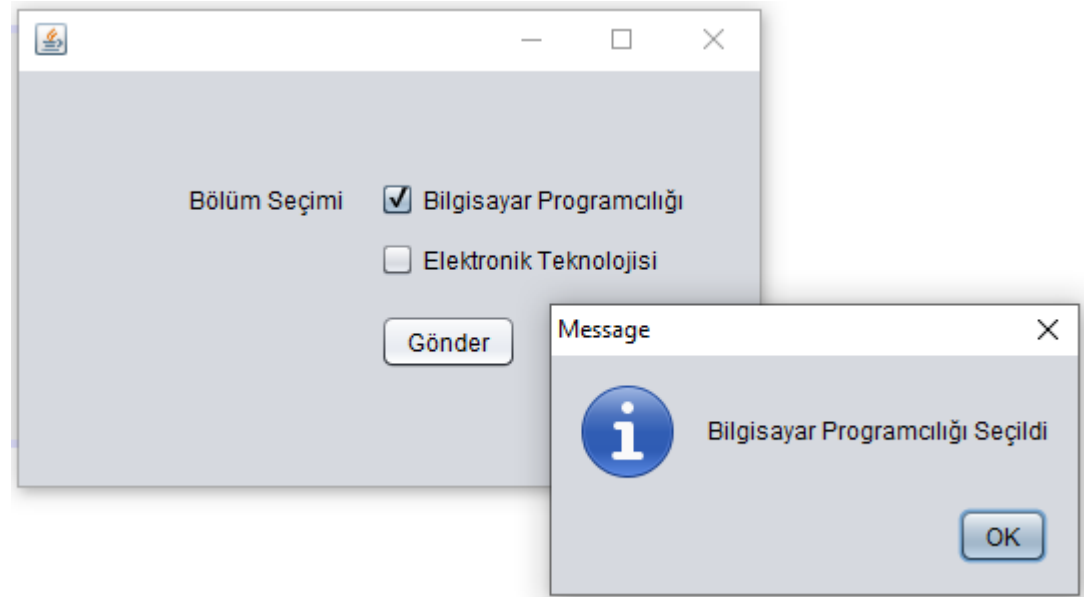 Bölüm Seçimi
Bilgisayar Programcılığı
Elektronik Teknolojisi
Gönder
Message
Bilgisayar Programcılığı Seçildi
OK